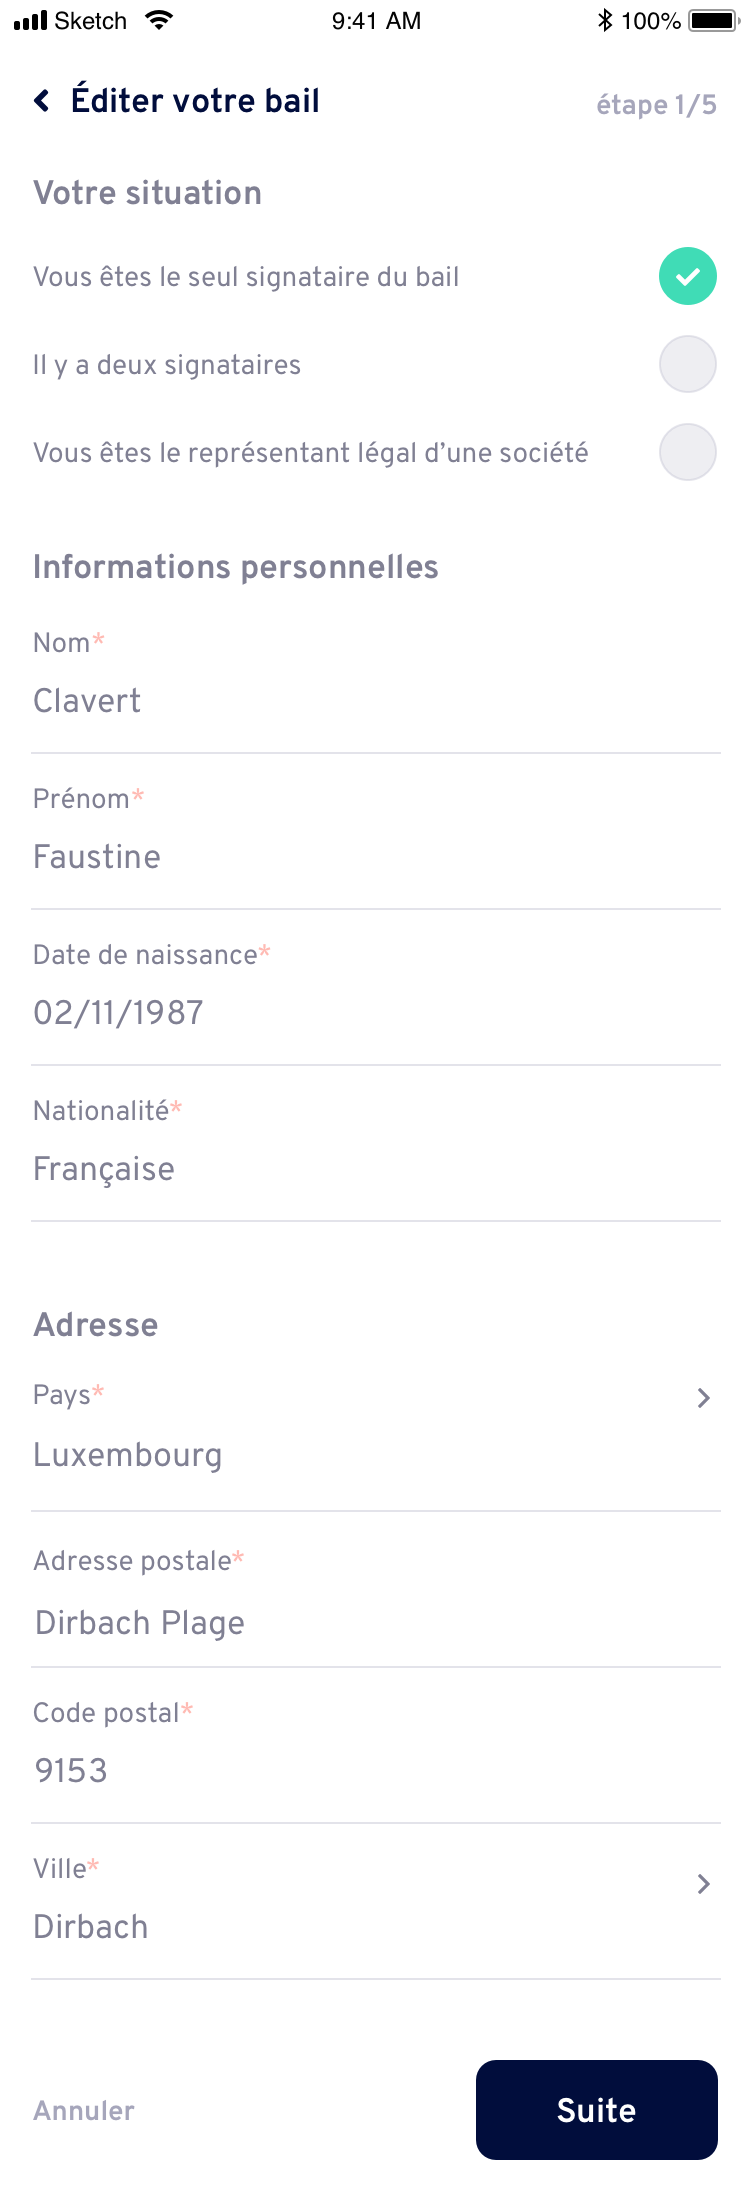 Sketch 9:41 AM 100%
Éditer votre bail étape 1/5
Votre situation
Vous êtes le seul signataire du bail
Il y a deux signataires
Vous êtes le représentant légal d’une société
Informations personnelles
Nom*
Clavert
Prénom*
Faustine
Date de naissance*
02/11/1987
Nationalité*
Française
Adresse
Pays*
Luxembourg
Adresse postale*
Dirbach Plage
Code postal*
9153
Ville*
Dirbach
Annuler Suite